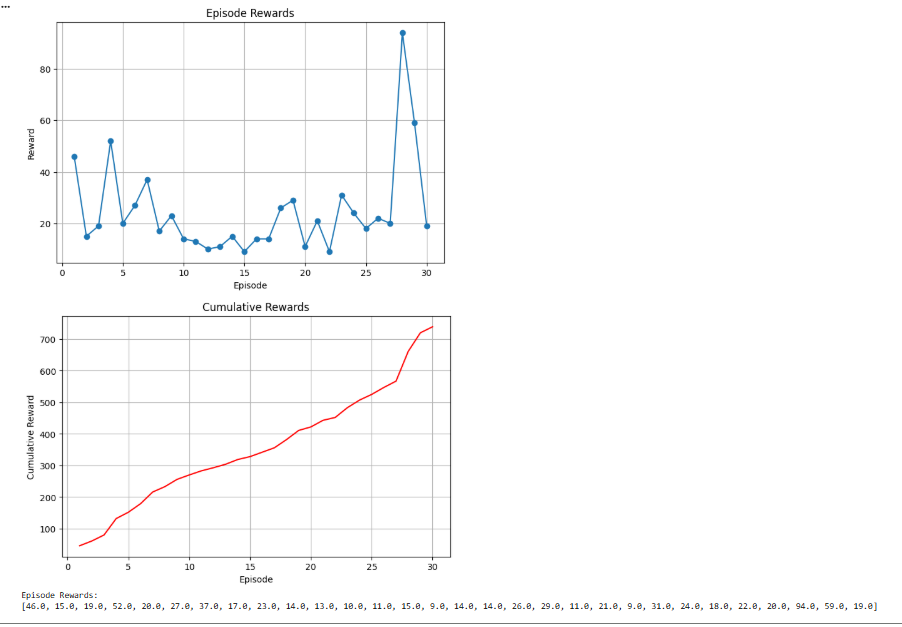 ...
Episode Rewards
80
60
40
20
Reward
0 5 10 15 20 25 30
Episode
Cumulative Rewards
700
600
500
400
300
200
100
Cumulative Reward
0 5 10 15 20 25 30
Episode
Episode Rewards:
[46.0, 15.0, 19.0, 52.0, 20.0, 27.0, 37.0, 17.0, 23.0, 14.0, 13.0, 10.0, 11.0, 15.0, 9.0, 14.0, 14.0, 26.0, 29.0, 11.0, 21.0, 9.0, 31.0, 24.0, 18.0, 22.0, 20.0, 94.0, 59.0, 19.0]